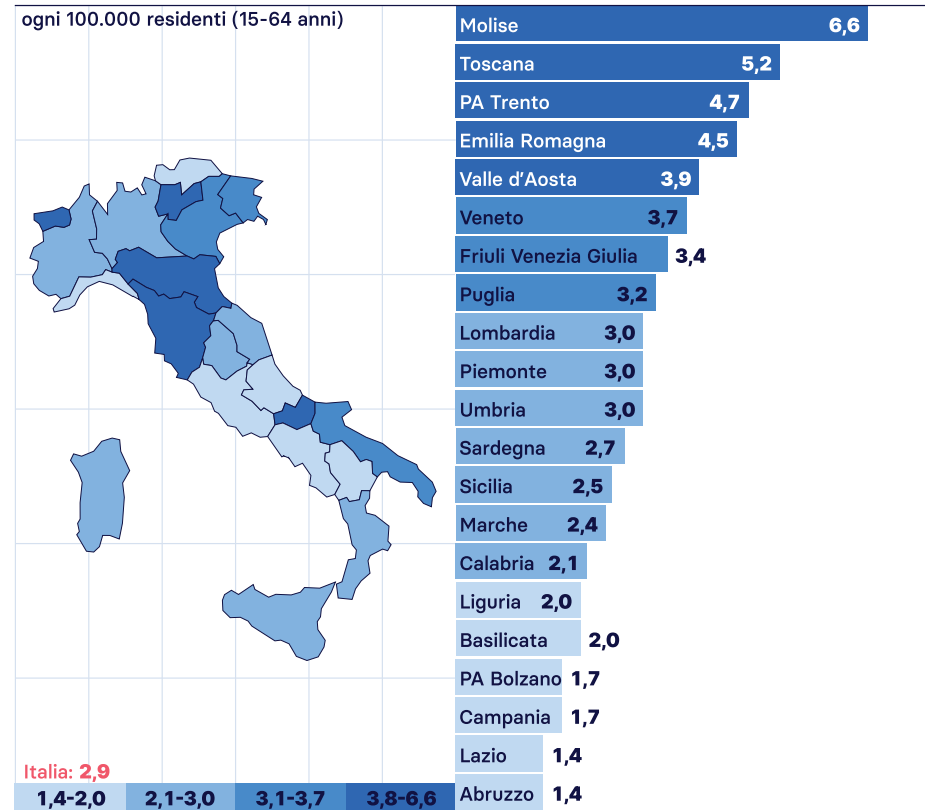 ogni 100.000 residenti (15-64 anni)
Molise 6,6
Toscana 5,2
PA Trento 4,7
Emilia Romagna 4,5
Valle d’Aosta 3,9
Veneto 3,7
Friuli Venezia Giulia 3,4
Puglia 3,2
Lombardia 3,0
Piemonte 3,0
Umbria 3,0
Sardegna 2,7
Sicilia 2,5
Marche 2,4
Calabria 2,1
Liguria 2,0
Basilicata 2,0
PA Bolzano 1,7
Campania 1,7
Lazio 1,4
Abruzzo 1,4
Italia: 2,9
1,4-2,0 2,1-3,0 3,1-3,7 3,8-6,6